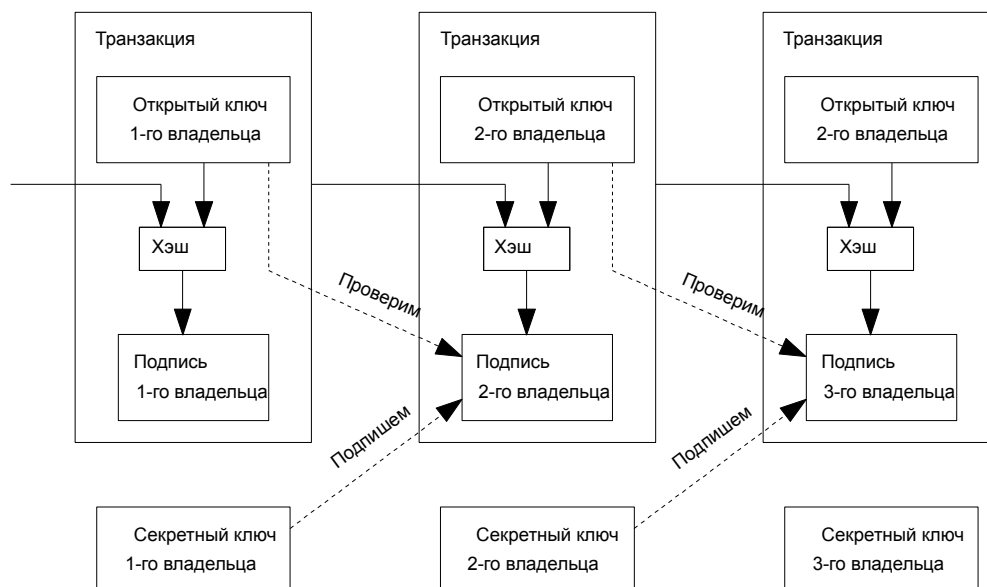 Транзакция
Открытый ключ
1-го владельца
Хэш
Подпись
1-го владельца
Транзакция
Открытый ключ
2-го владельца
Хэш
Подпись
2-го владельца
Транзакция
Открытый ключ
2-го владельца
Хэш
Подпись
3-го владельца
Проверим
Проверим
Подпишем
Подпишем
Секретный ключ
1-го владельца
Секретный ключ
2-го владельца
Секретный ключ
3-го владельца